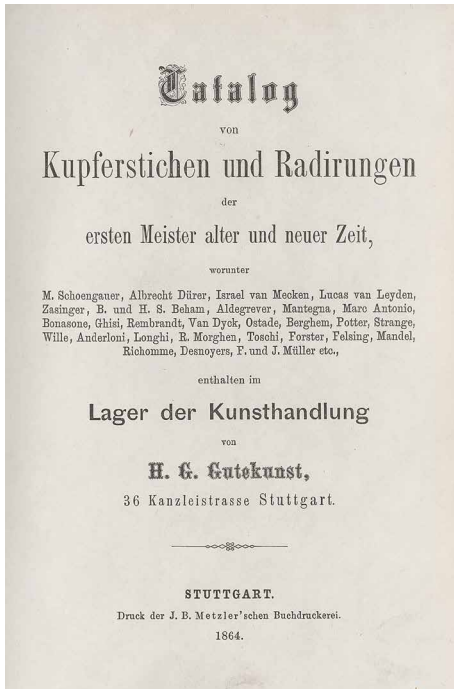 Catalog
von
Kupferstichen und Radirungen
der
ersten Meister alter und neuer Zeit,
worunter
M. Schoengauer, Albrecht Dürer, Israel van Mecken, Lucas van Leyden,
Zasinger, B. und H. S. Beham, Aldegrever, Mantegna, Marc Antonio,
Bonasone, Ghisi, Rembrandt, Van Dyck, Ostade, Berghem, Potter, Strange,
Wille, Anderloni, Longhi, R. Morghen, Toschi, Forster, Felsing, Mandel,
Richomme, Desnoyers, F. und J. Müller etc.,
enthalten im
Lager der Kunsthandlung
von
H. G. Gutekunst,
36 Kanzleistrasse Stuttgart.
STUTTGART.
Druck der J. B. Metzler'schen Buchdruckerei.
1864.